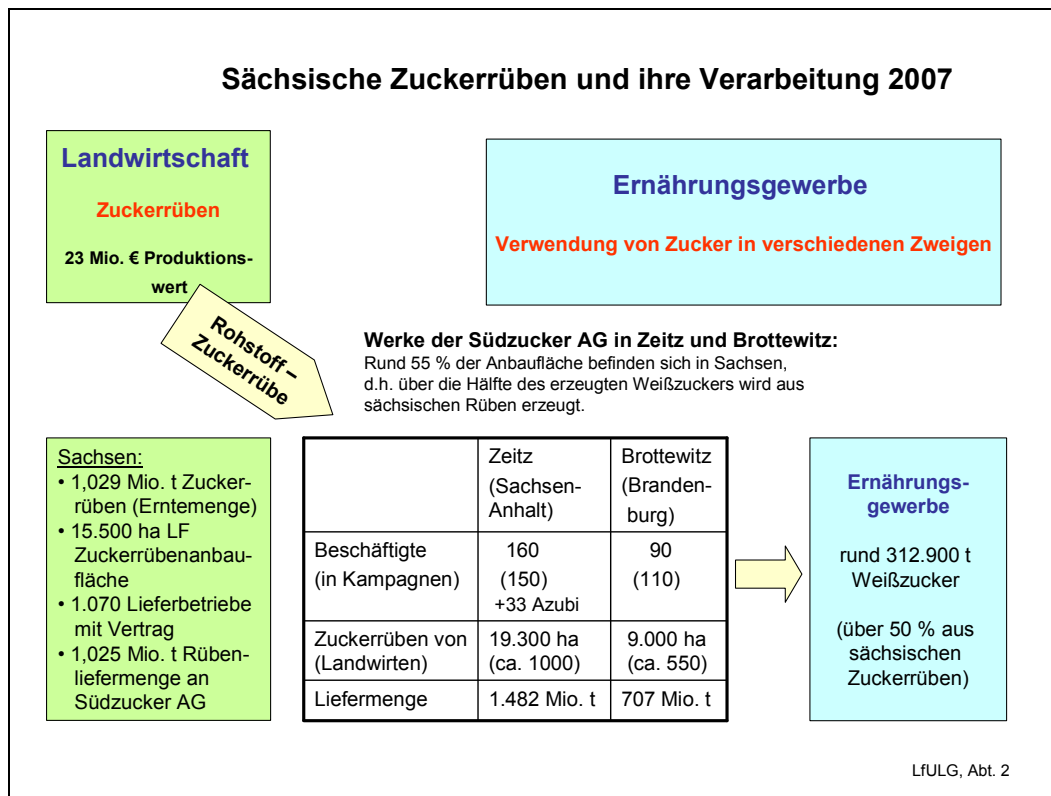 Sächsische Zuckerrüben und ihre Verarbeitung 2007
Landwirtschaft
Zuckerrüben
23 Mio. € Produktions-
wert
Ernährungsgewerbe
Verwendung von Zucker in verschiedenen Zweigen
Rohstoff –
Zuckerrübe
Werke der Südzucker AG in Zeitz und Brottewitz:
Rund 55 % der Anbaufläche befinden sich in Sachsen,
d.h. über die Hälfte des erzeugten Weißzuckers wird aus
sächsischen Rüben erzeugt.
Sachsen:
• 1,029 Mio. t Zucker-
rüben (Erntemenge)
• 15.500 ha LF
Zuckerrübenanbau-
fläche
• 1.070 Lieferbetriebe
mit Vertrag
• 1,025 Mio. t Rüben-
liefermenge an
Südzucker AG
Zeitz
(Sachsen-
Anhalt)
Brottewitz
(Branden-
burg)
Beschäftigte
(in Kampagnen)
160
(150)
+33 Azubi
90
(110)
Zuckerrüben von
(Landwirten)
19.300 ha
(ca. 1000)
9.000 ha
(ca. 550)
Liefermenge
1.482 Mio. t
707 Mio. t
Ernährungs-
gewerbe
rund 312.900 t
Weißzucker
(über 50 % aus
sächsischen
Zuckerrüben)
LfULG, Abt. 2